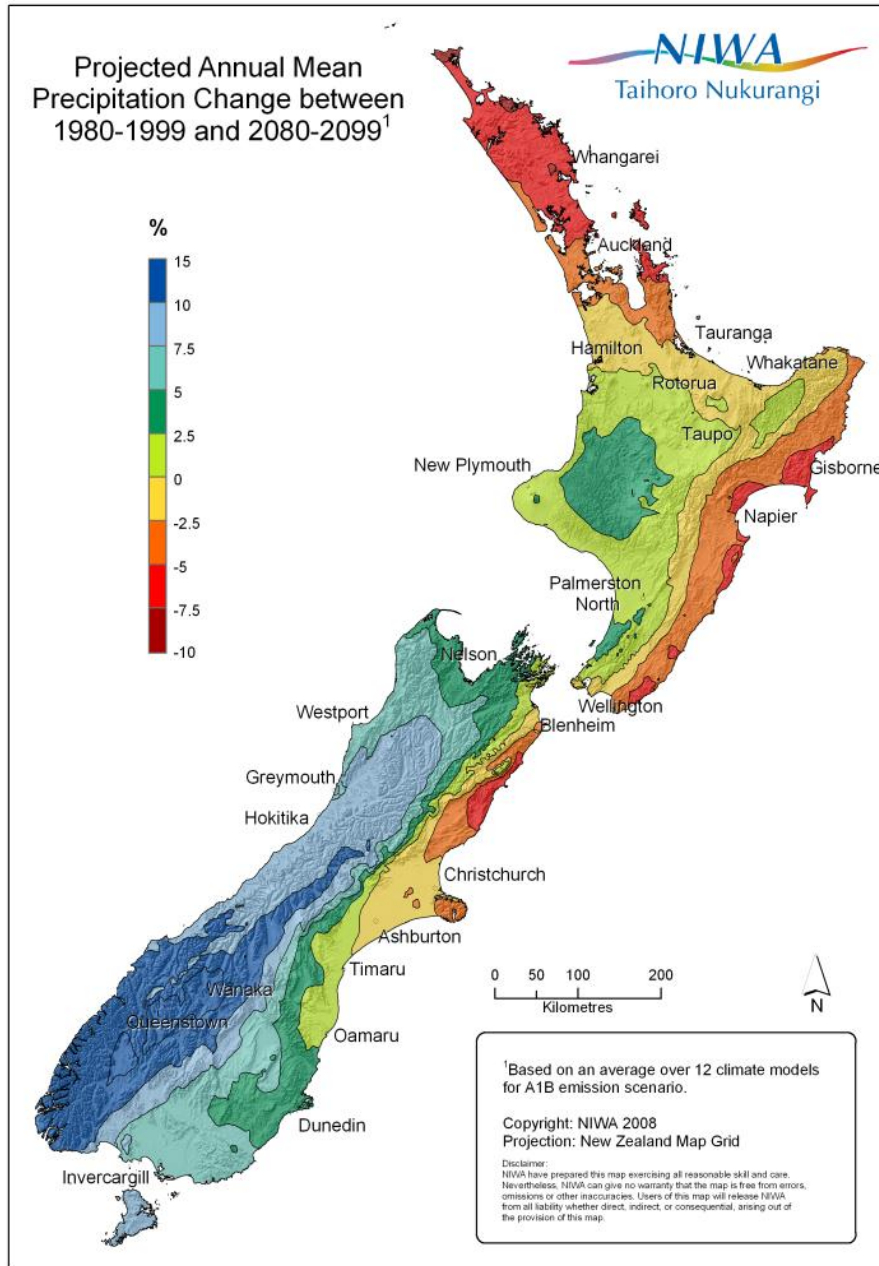 Projected Annual Mean
Precipitation Change between
1980-1999 and 2080-2099¹
NIWA
Taihoro Nukurangi
%
15
10
7.5
5
2.5
0
-2.5
-5
-7.5
-10
Whangarei
Auckland
Tauranga
Hamilton
Whakatane
Rotorua
Taupo
New Plymouth
Gisborne
Napier
Palmerston
North
Nelson
Wellington
Westport
Blenheim
Greymouth
Hokitika
Christchurch
Ashburton
Timaru
Wanaka
Queenstown
Oamaru
Dunedin
Invercargill
0 50 100 200
Kilometres
N
¹Based on an average over 12 climate models
for A1B emission scenario.
Copyright: NIWA 2008
Projection: New Zealand Map Grid
Disclaimer:
NIWA have prepared this map exercising all reasonable skill and care.
Nevertheless, NIWA can give no warranty that the map is free from errors,
omissions or other inaccuracies. Users of this map will release NIWA
from all liability whether direct, indirect, or consequential, arising out of
the provision of this map.